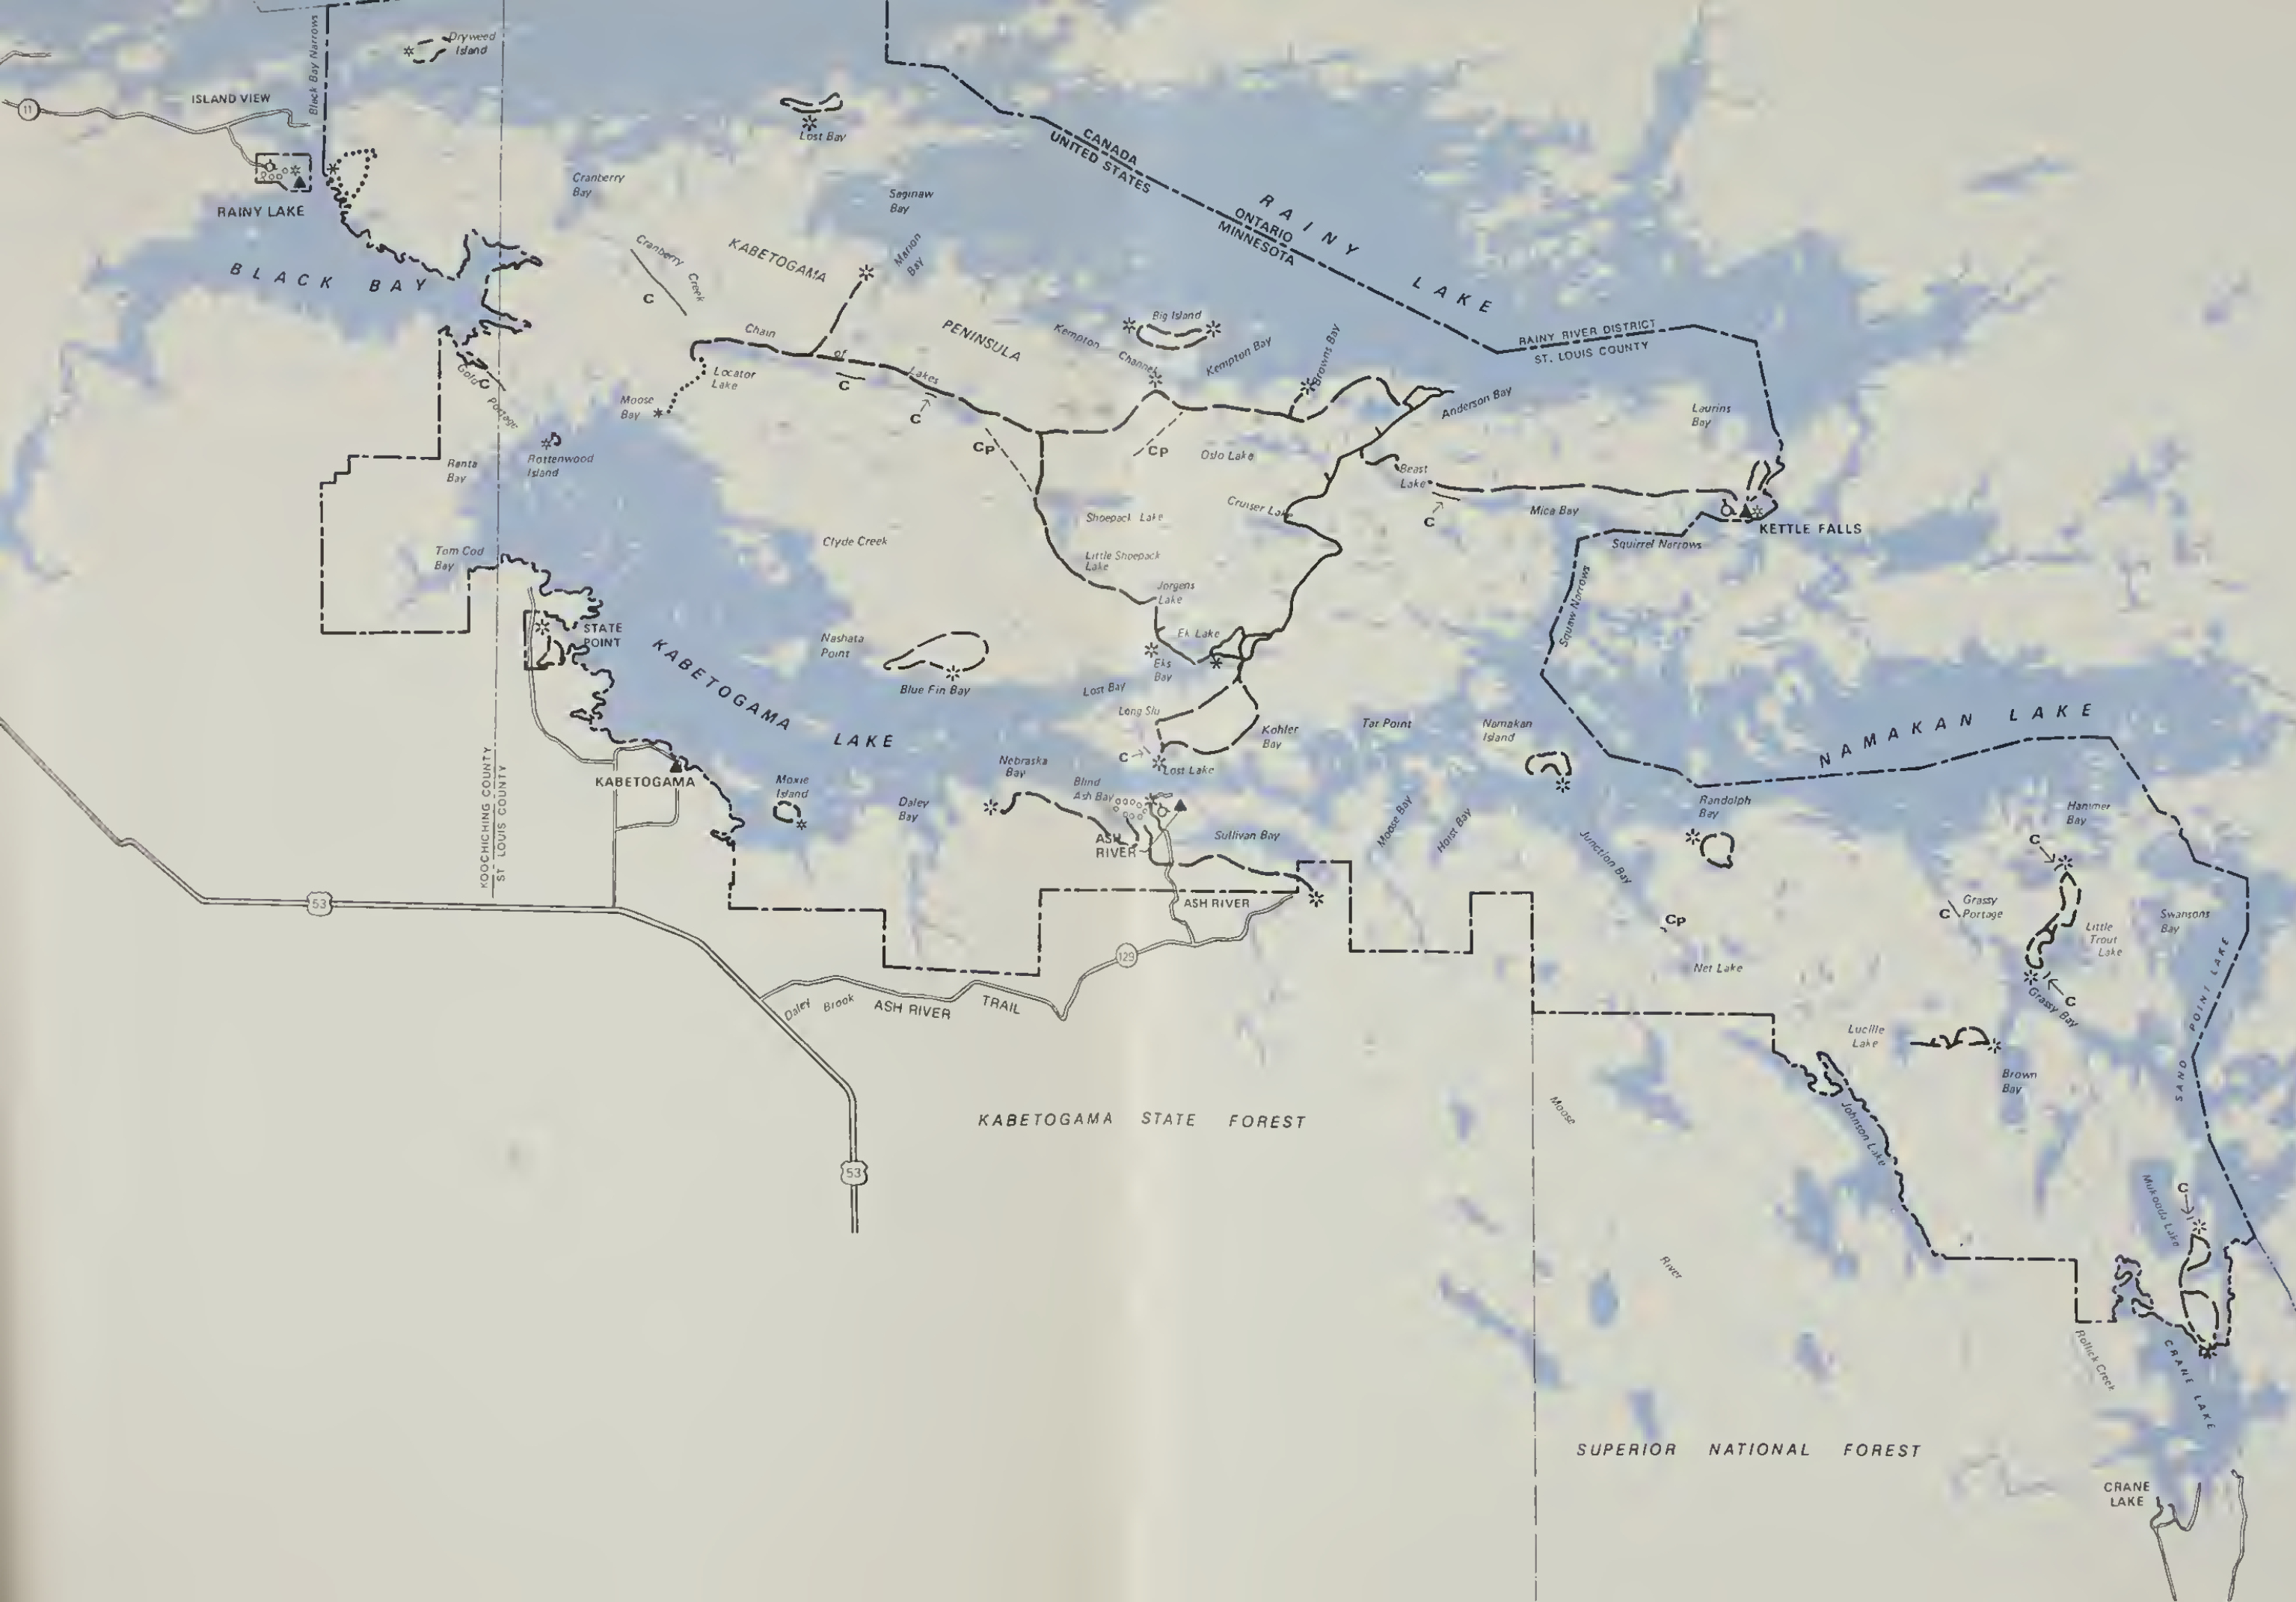 Black Bay Narrows
Dryweed
Island
ISLAND VIEW
11
Lost Bay
CANADA
UNITED STATES
Cranberry
Bay
Saginaw
Bay
RAINY LAKE
ONTARIO
MINNESOTA
RAINY LAKE
BLACK BAY
Cranberry Creek
C
KABETOGAMA
Marion
Bay
PENINSULA
Chain
of
Lakes
C
C
Kempton
Channel
Big Island
Kempton Bay
Browns Bay
RAINY RIVER DISTRICT
ST. LOUIS COUNTY
Gold Portage
C
Locator
Lake
Moose
Bay
Anderson Bay
Laurins
Bay
Ranta
Bay
Rottenwood
Island
Cp
Cp
Oslo Lake
Beast
Lake
C
Cruiser Lake
Mica Bay
KETTLE FALLS
Squirrel Narrows
Shoepack Lake
Clyde Creek
Tom Cod
Bay
Little Shoepack
Lake
Jorgens
Lake
Squaw Narrows
STATE
POINT
Nashata
Point
Ek Lake
Eks
Bay
KABETOGAMA
LAKE
Blue Fin Bay
Lost Bay
Long Slu
Kohler
Bay
Tar Point
Namakan
Island
NAMAKAN LAKE
C
Lost Lake
KABETOGAMA
Moxie
Island
Nebraska
Bay
Blind
Ash Bay
Daley
Bay
ASH
RIVER
Sullivan Bay
Moose Bay
Hoist Bay
Junction Bay
Randolph
Bay
Hammer
Bay
C
KOOCHICHING COUNTY
ST LOUIS COUNTY
53
ASH RIVER
Cp
Grassy
Portage
C
Little
Trout
Lake
Swansons
Bay
129
Net Lake
C
Grassy Bay
SAND POINT LAKE
Daley Brook
ASH RIVER
TRAIL
Lucille
Lake
Brown
Bay
KABETOGAMA STATE FOREST
Moose
Johnson Lake
53
Mukooda Lake
C
River
Rollick Creek
CRANE LAKE
SUPERIOR NATIONAL FOREST
CRANE
LAKE